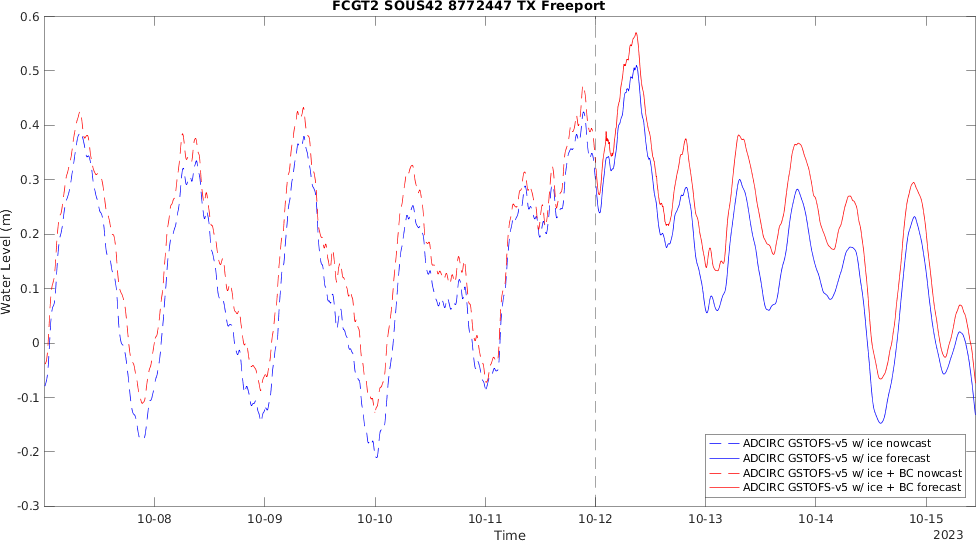 FCGT2 SOUS42 8772447 TX Freeport
0.6
0.5
0.4
0.3
0.2
0.1
0
-0.1
-0.2
-0.3
Water Level (m)
ADCIRC GSTOFS-v5 w/ ice nowcast
ADCIRC GSTOFS-v5 w/ ice forecast
ADCIRC GSTOFS-v5 w/ ice + BC nowcast
ADCIRC GSTOFS-v5 w/ ice + BC forecast
10-08 10-09 10-10 10-11 10-12 10-13 10-14 10-15
Time
2023